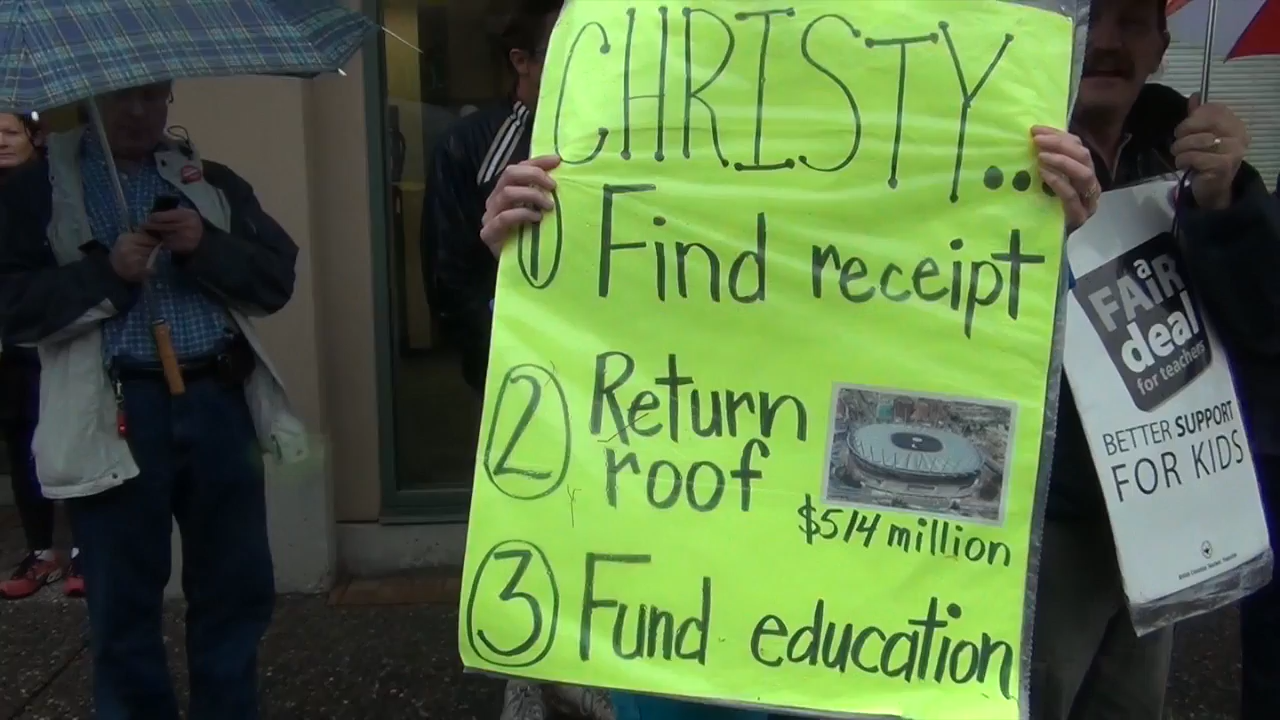 CHRISTY...
1 Find receipt
2 Return
roof
$514 million
3 Fund education
a
FAiR
deal
for teachers
BETTER SUPPORT
FOR KIDS